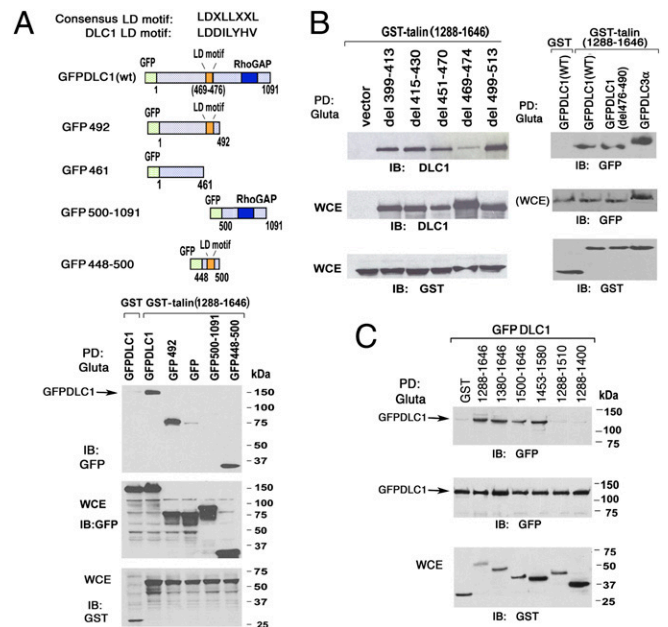 A
Consensus LD motif: LDXLLXXL
DLC1 LD motif: LDDILYHV
GFP LD motif RhoGAP
GFPDLC1(wt)
1 (469-476) 1091
GFP LD motif
GFP 492
1 492
GFP
GFP 461
1 461
GFP RhoGAP
GFP 500-1091
500 1091
GFP LD motif
GFP 448-500
448 500
GST GST-talin(1288-1646)
PD: Gluta
GFPDLC1
GFPDLC1
GFP492
GFP
GFP500-1091
GFP448-500
kDa
GFPDLC1
150
100
75
50
37
IB: GFP
WCE
IB:GFP
150
100
75
50
37
WCE
IB: GST
75
50
37
25
B
GST-talin (1288-1646)
PD: Gluta
vector
del 399-413
del 415-430
del 451-470
del 469-474
del 499-513
IB: DLC1
WCE
IB: DLC1
WCE
IB: GST
GST-talin
GST (1288-1646)
PD: Gluta
GFPDLC1(WT)
GFPDLC1(WT)
GFPDLC1 (del476-490)
GFPDLC3α
IB: GFP
(WCE)
IB: GFP
IB: GST
C
GFP DLC1
PD: Gluta
GST
1288-1646
1380-1646
1500-1646
1453-1580
1288-1510
1288-1400
kDa
GFPDLC1
150
100
75
IB: GFP
GFPDLC1
150
100
75
IB: GFP
WCE
75
50
37
25
IB: GST